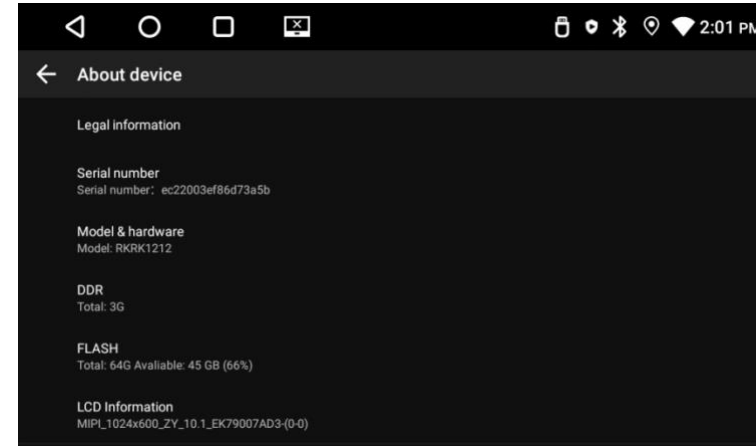 2:01 PM
About device
Legal information
Serial number
Serial number: ec22003ef86d73a5b
Model & hardware
Model: RKRK1212
DDR
Total: 3G
FLASH
Total: 64G Avaliable: 45 GB (66%)
LCD Information
MIPI_1024x600_ZY_10.1_EK79007AD3-(0-0)